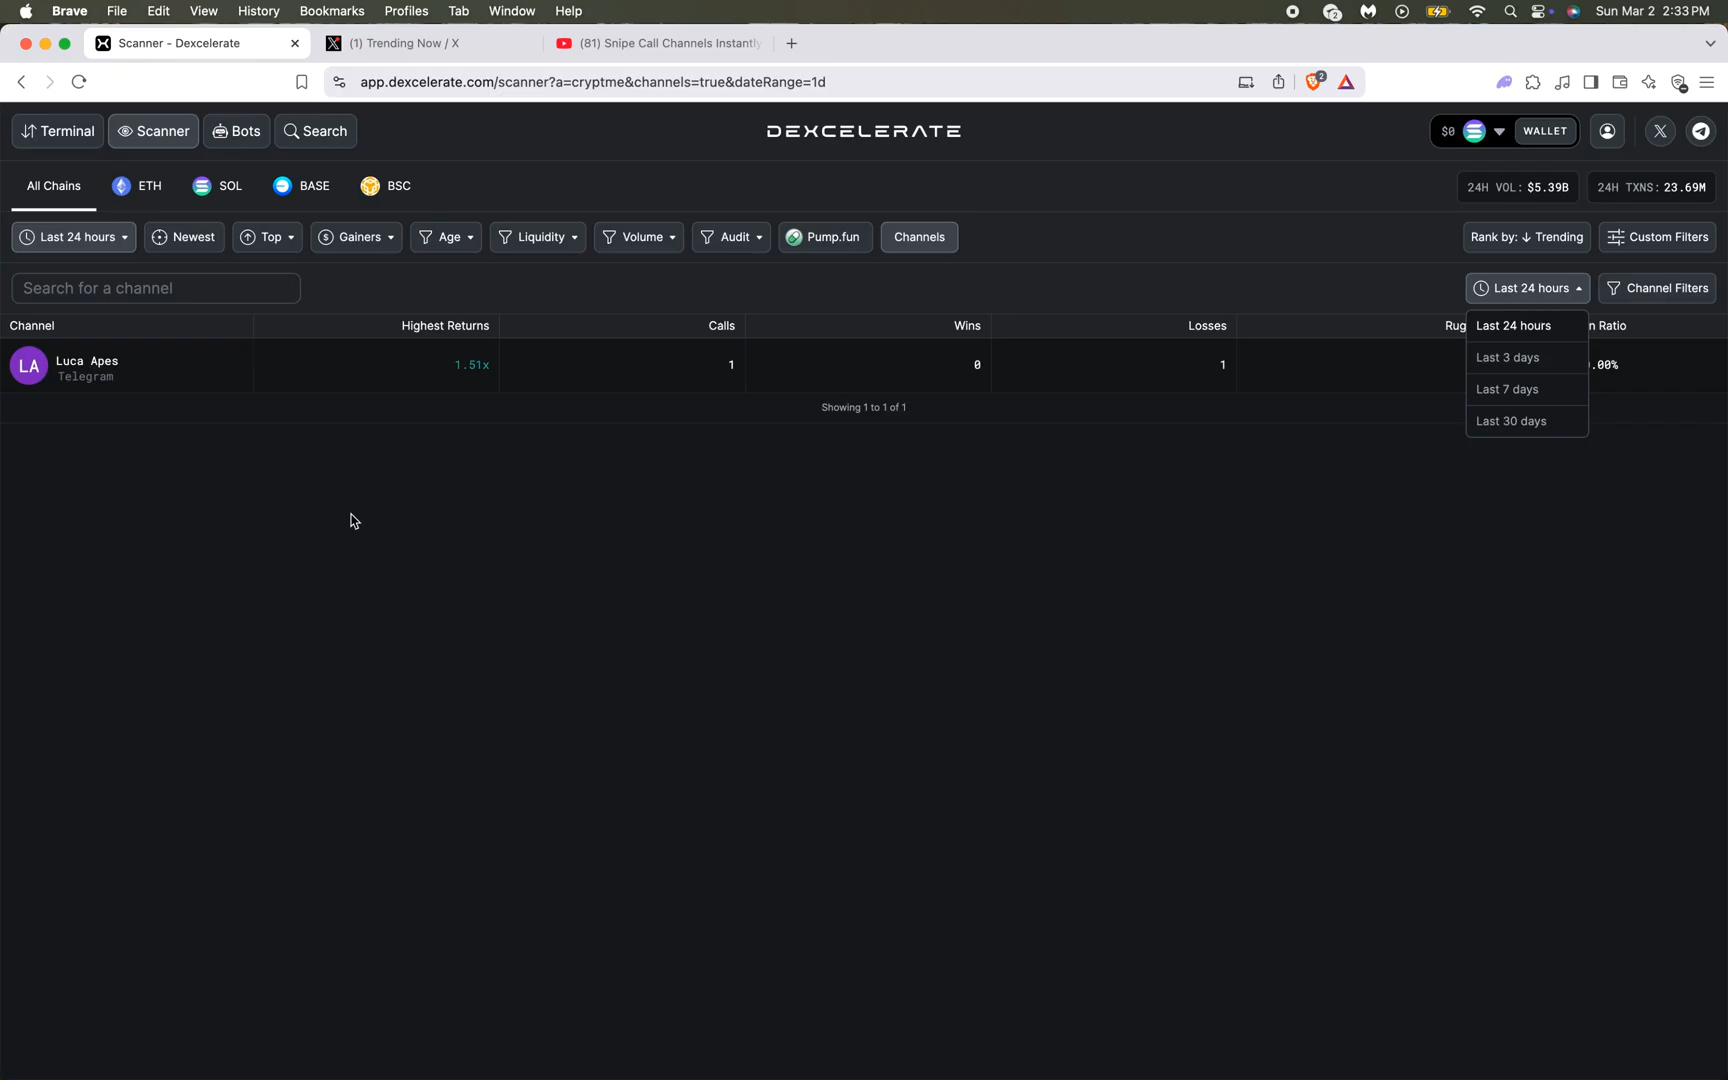 Brave File Edit View History Bookmarks Profiles Tab Window Help 2 Sun Mar 2 2:33 PM
Scanner - Dexcelerate (1) Trending Now / X (81) Snipe Call Channels Instantly
app.dexcelerate.com/scanner?a=cryptme&channels=true&dateRange=1d 2
Terminal Scanner Bots Search DEXCELERATE $0 WALLET
All Chains ETH SOL BASE BSC 24H VOL: $5.39B 24H TXNS: 23.69M
Last 24 hours Newest Top Gainers Age Liquidity Volume Audit Pump.fun Channels Rank by: ↓ Trending Custom Filters
Search for a channel Last 24 hours Channel Filters
Channel Highest Returns Calls Wins Losses Rug n Ratio
Last 24 hours
LA Luca Apes 1.51x 1 0 1 .00%
Telegram
Last 3 days
Last 7 days
Last 30 days
Showing 1 to 1 of 1